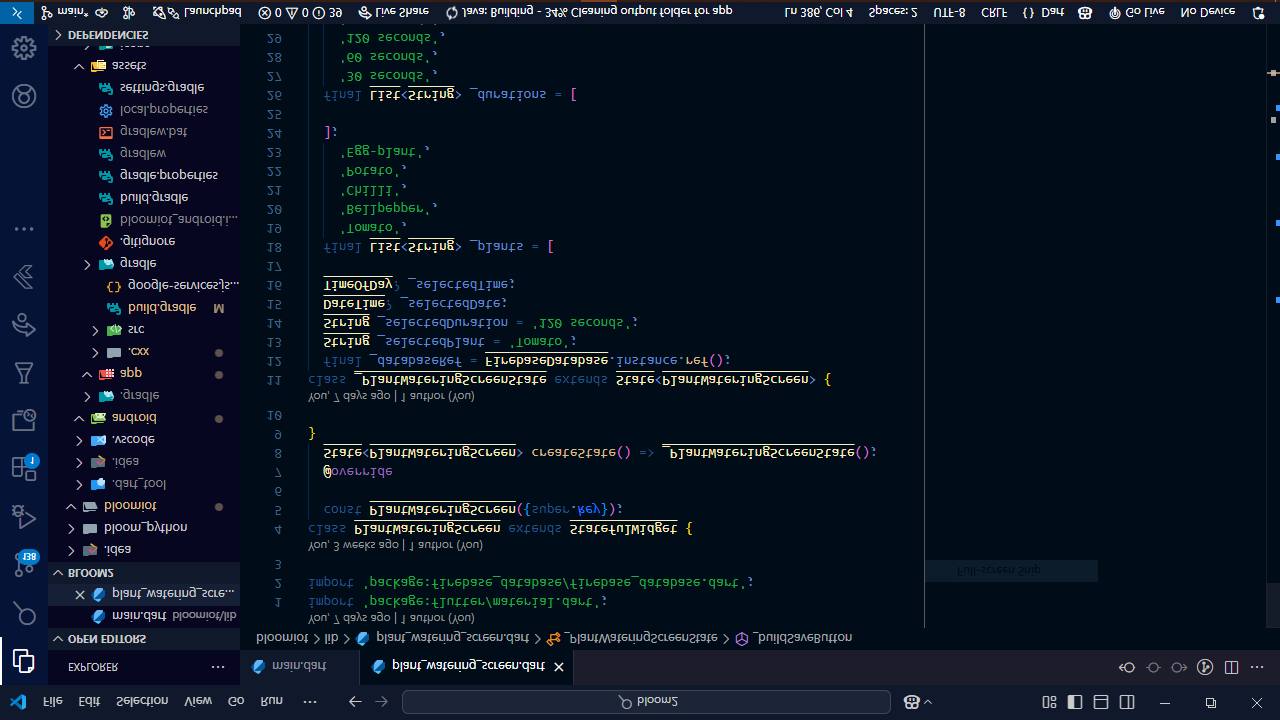 File Edit Selection View Go Run ... bloom2
EXPLORER ...
OPEN EDITORS
main.dart bloomiot\lib
plant_watering_scre...
BLOOM2
.idea
bloom_python
bloomiot
.dart_tool
.idea
.vscode
android
.gradle
app
.cxx
src
build.gradle M
google-services.js...
gradle
.gitignore
bloomiot_android.i...
build.gradle
gradle.properties
gradlew
gradlew.bat
local.properties
settings.gradle
assets
icons
DEPENDENCIES
138
1
main.dart
plant_watering_screen.dart
bloomiot > lib > plant_watering_screen.dart > _PlantWateringScreenState > _buildSaveButton
You, 7 days ago | 1 author (You)
1 import 'package:flutter/material.dart';
2 import 'package:firebase_database/firebase_database.dart';
3
You, 3 weeks ago | 1 author (You)
4 class PlantWateringScreen extends StatefulWidget {
5 const PlantWateringScreen({super.key});
6
7 @override
8 State<PlantWateringScreen> createState() => _PlantWateringScreenState();
9 }
10
You, 7 days ago | 1 author (You)
11 class _PlantWateringScreenState extends State<PlantWateringScreen> {
12 final _databaseRef = FirebaseDatabase.instance.ref();
13 String _selectedPlant = 'Tomato';
14 String _selectedDuration = '120 seconds';
15 DateTime? _selectedDate;
16 TimeOfDay? _selectedTime;
17
18 final List<String> _plants = [
19 'Tomato',
20 'Bellpepper',
21 'Chilli',
22 'Potato',
23 'Egg-plant',
24 ];
25
26 final List<String> _durations = [
27 '30 seconds',
28 '60 seconds',
29 '120 seconds',
Full-screen Snip
main* Launchpad 0 0 39 Live Share Java: Building - 34% Cleaning output folder for app Ln 386, Col 4 Spaces: 2 UTF-8 CRLF {} Dart Go Live No Device